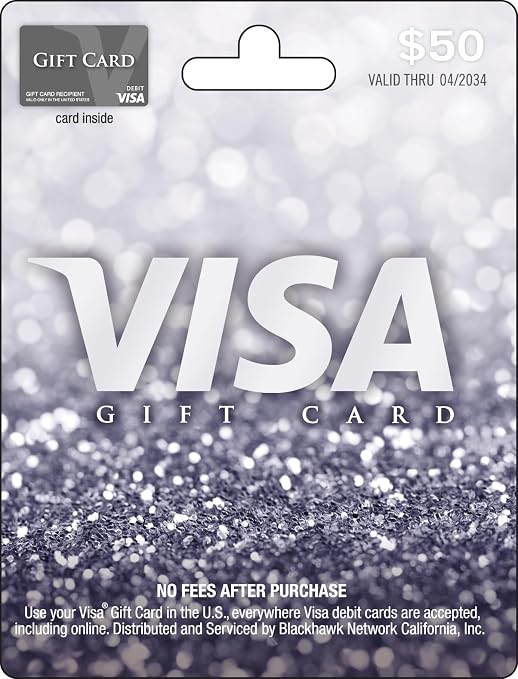 GIFT CARD
GIFT CARD RECIPIENT
VALID ONLY IN THE UNITED STATES
DEBIT
VISA
card inside
$50
VALID THRU 04/2034
VISA
GIFT CARD
NO FEES AFTER PURCHASE
Use your Visa® Gift Card in the U.S., everywhere Visa debit cards are accepted,
including online. Distributed and Serviced by Blackhawk Network California, Inc.